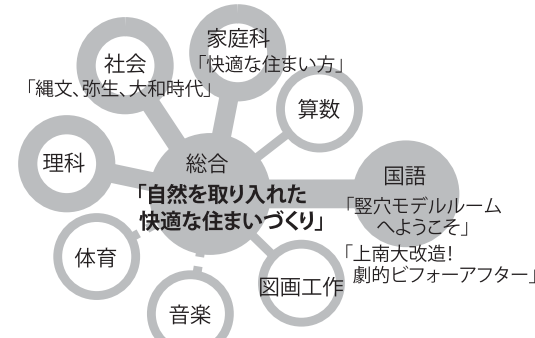 家庭科
「快適な住まい方」
社会
「縄文、弥生、大和時代」
算数
理科
総合
「自然を取り入れた
快適な住まいづくり」
国語
「竪穴モデルルーム
へようこそ」
「上南大改造!
劇的ビフォーアフター」
体育
図画工作
音楽